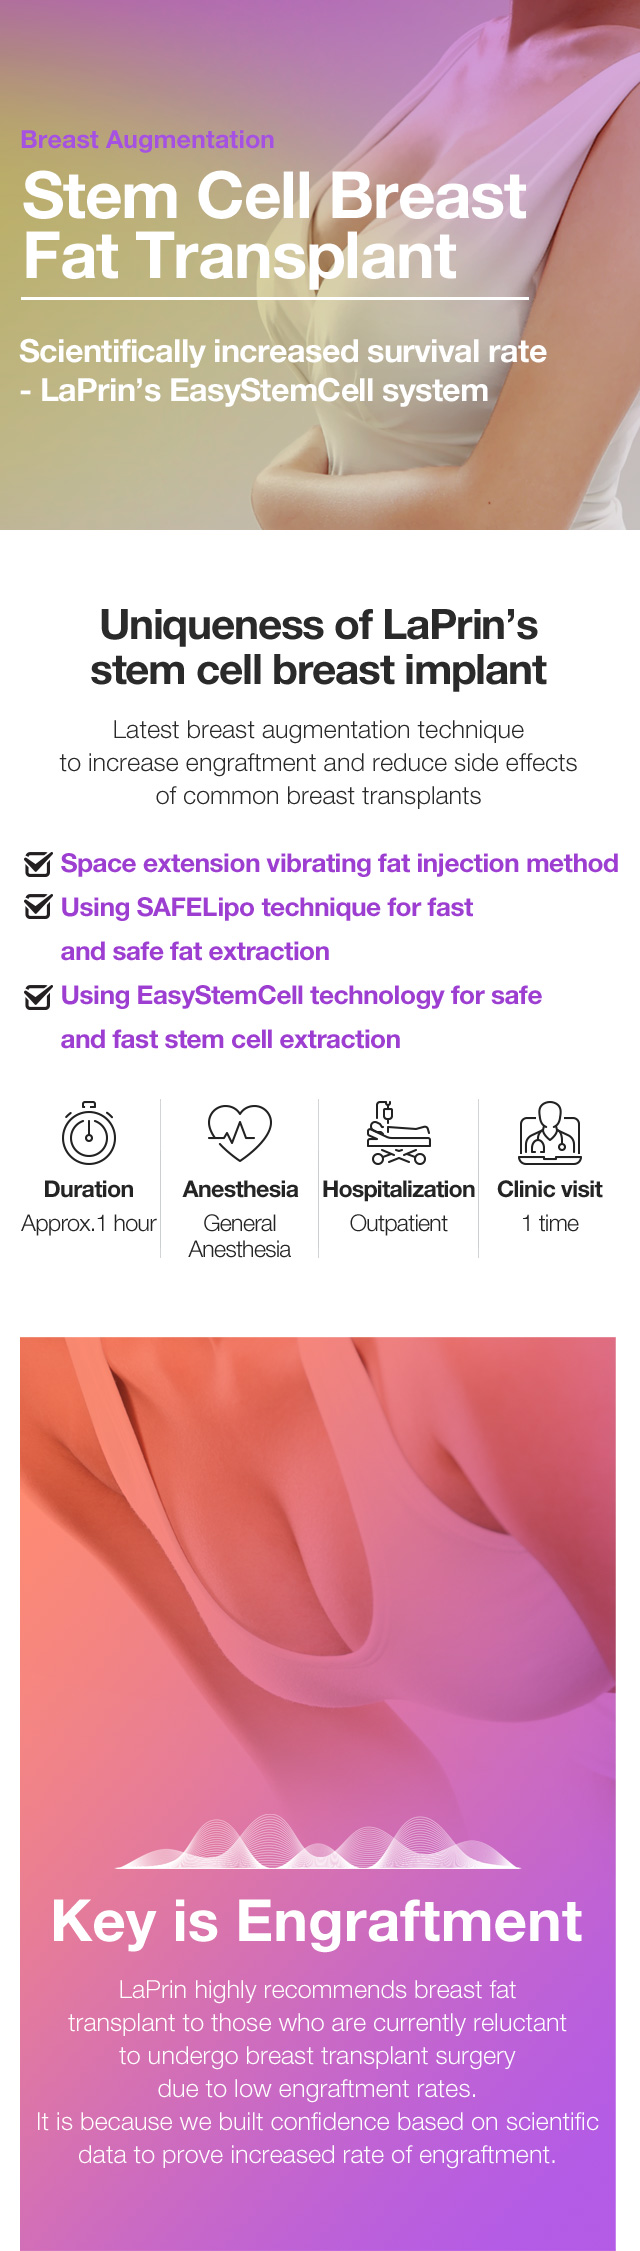 Breast Augmentation
Stem Cell Breast
Fat Transplant
Scientifically increased survival rate
- LaPrin’s EasyStemCell system
Uniqueness of LaPrin’s
stem cell breast implant
Latest breast augmentation technique
to increase engraftment and reduce side effects
of common breast transplants
Space extension vibrating fat injection method
Using SAFELipo technique for fast
and safe fat extraction
Using EasyStemCell technology for safe
and fast stem cell extraction
Duration
Approx.1 hour
Anesthesia
General
Anesthesia
Hospitalization
Outpatient
Clinic visit
1 time
Key is Engraftment
LaPrin highly recommends breast fat
transplant to those who are currently reluctant
to undergo breast transplant surgery
due to low engraftment rates.
It is because we built confidence based on scientific
data to prove increased rate of engraftment.